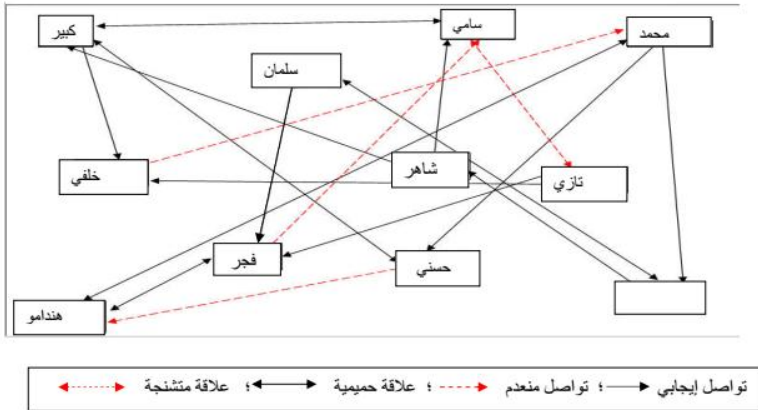 كبير
سامي
محمد
سلمان
خلفي
شاهر
تازي
فجر
حسني
هندامو
تواصل إيجابي ؛ تواصل منعدم ؛ علاقة حميمية ؛ علاقة متشنجة